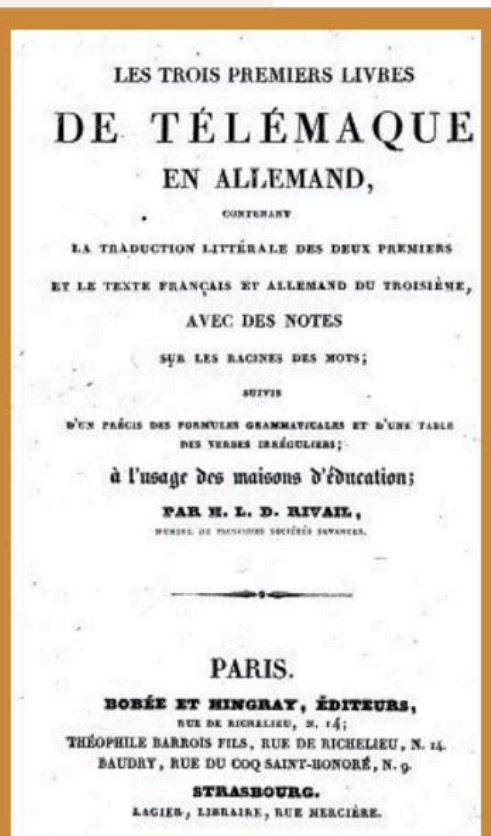 LES TROIS PREMIERS LIVRES
DE TÉLÉMAQUE
EN ALLEMAND,
CONTENANT
LA TRADUCTION LITTÉRALE DES DEUX PREMIERS
ET LE TEXTE FRANÇAIS ET ALLEMAND DU TROISIÈME,
AVEC DES NOTES
SUR LES RACINES DES MOTS;
SUIVIS
D'UN PRÉCIS DES FORMULES GRAMMATICALES ET D'UNE TABLE
DES VERBES IRRÉGULIERS;
à l'usage des maisons d'éducation;
PAR H. L. D. RIVAIL,
MEMBRE DE PLUSIEURS SOCIÉTÉS SAVANTES.
PARIS.
BOBÉE ET HINGRAY, ÉDITEURS,
RUE DE RICHELIEU, N. 14;
THÉOPHILE BARROIS FILS, RUE DE RICHELIEU, N. 14.
BAUDRY, RUE DU COQ SAINT-HONORÉ, N. 9.
STRASBOURG.
LAGIER, LIBRAIRE, RUE MERCIÈRE.